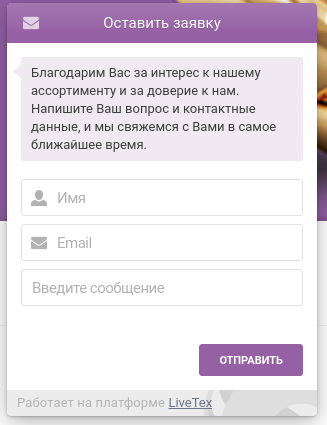 Оставить заявку
Благодарим Вас за интерес к нашему
ассортименту и за доверие к нам.
Напишите Ваш вопрос и контактные
данные, и мы свяжемся с Вами в самое
ближайшее время.
Имя
Email
Введите сообщение
ОТПРАВИТЬ
Работает на платформе LiveTex